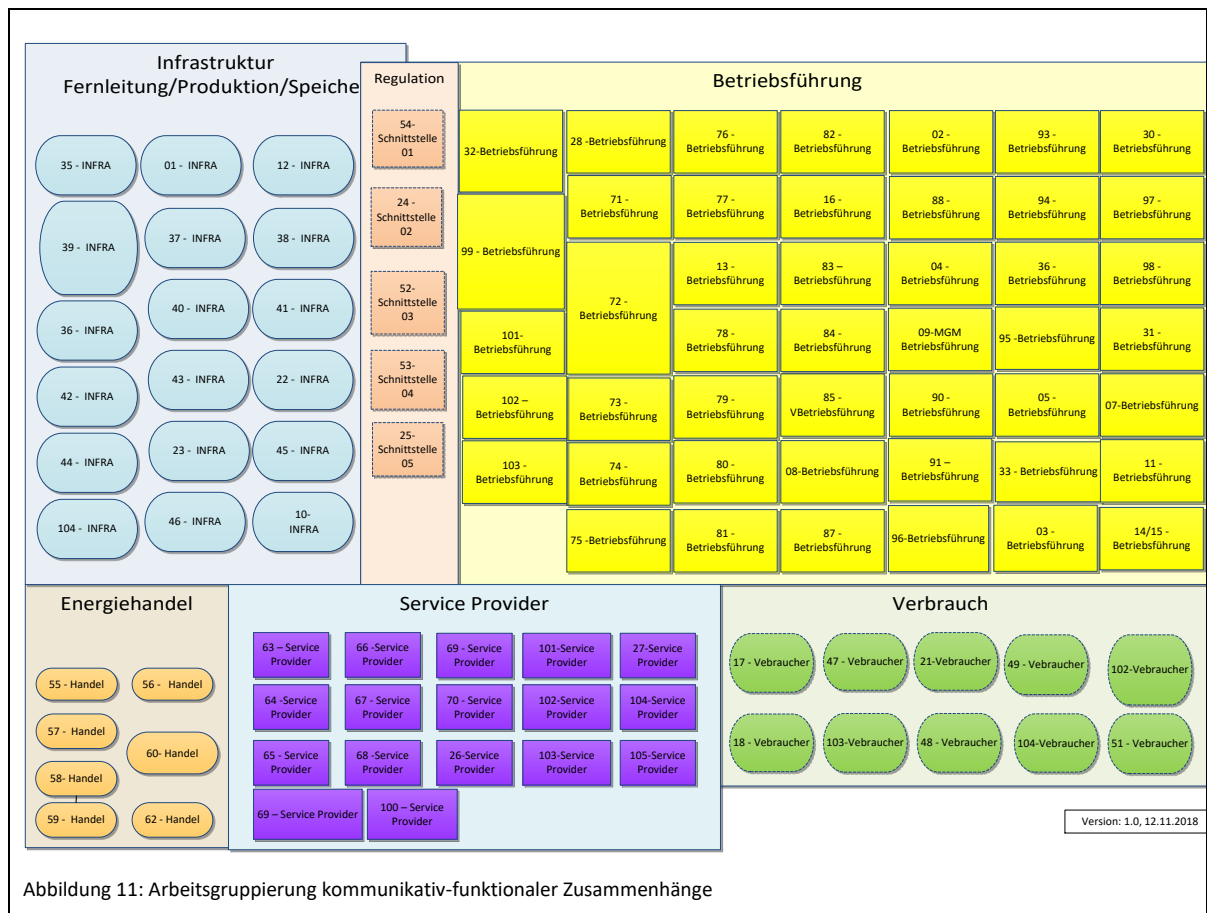 Infrastruktur
Fernleitung/Produktion/Speiche
35 - INFRA
01 - INFRA
12 - INFRA
39 - INFRA
37 - INFRA
38 - INFRA
40 - INFRA
41 - INFRA
36 - INFRA
43 - INFRA
22 - INFRA
42 - INFRA
23 - INFRA
45 - INFRA
44 - INFRA
104 - INFRA
46 - INFRA
10-
INFRA
Regulation
54-
Schnittstelle
01
24 -
Schnittstelle
02
52-
Schnittstelle
03
53-
Schnittstelle
04
25-
Schnittstelle
05
Betriebsführung
32-Betriebsführung
99 - Betriebsführung
101-
Betriebsführung
102 –
Betriebsführung
103 -
Betriebsführung
28 -Betriebsführung
71 -
Betriebsführung
72 -
Betriebsführung
73 -
Betriebsführung
74 -
Betriebsführung
75 -Betriebsführung
76 -
Betriebsführung
77 -
Betriebsführung
13 -
Betriebsführung
78 -
Betriebsführung
79 -
Betriebsführung
80 -
Betriebsführung
81 -
Betriebsführung
82 -
Betriebsführung
16 -
Betriebsführung
83 –
Betriebsführung
84 -
Betriebsführung
85 -
VBetriebsführung
08-Betriebsführung
87 -
Betriebsführung
02 -
Betriebsführung
88 -
Betriebsführung
04 -
Betriebsführung
09-MGM
Betriebsführung
90 -
Betriebsführung
91 –
Betriebsführung
96-Betriebsführung
93 -
Betriebsführung
94 -
Betriebsführung
36 -
Betriebsführung
95 -Betriebsführung
05 -
Betriebsführung
33 - Betriebsführung
03 -
Betriebsführung
30 -
Betriebsführung
97 -
Betriebsführung
98 -
Betriebsführung
31 -
Betriebsführung
07-Betriebsführung
11 -
Betriebsführung
14/15 -
Betriebsführung
Energiehandel
55 - Handel
56 - Handel
57 - Handel
60- Handel
58- Handel
59 - Handel
62 - Handel
Service Provider
63 – Service
Provider
66 -Service
Provider
69 - Service
Provider
101-Service
Provider
27-Service
Provider
64 -Service
Provider
67 - Service
Provider
70 -Service
Provider
102-Service
Provider
104-Service
Provider
65 - Service
Provider
68 -Service
Provider
26-Service
Provider
103-Service
Provider
105-Service
Provider
69 – Service Provider
100 – Service
Provider
Verbrauch
17 - Vebraucher
47 - Vebraucher
21-Vebraucher
49 - Vebraucher
102-Vebraucher
18 - Vebraucher
103-Vebraucher
48 - Vebraucher
104-Vebraucher
51 - Vebraucher
Version: 1.0, 12.11.2018
Abbildung 11: Arbeitsgruppierung kommunikativ-funktionaler Zusammenhänge